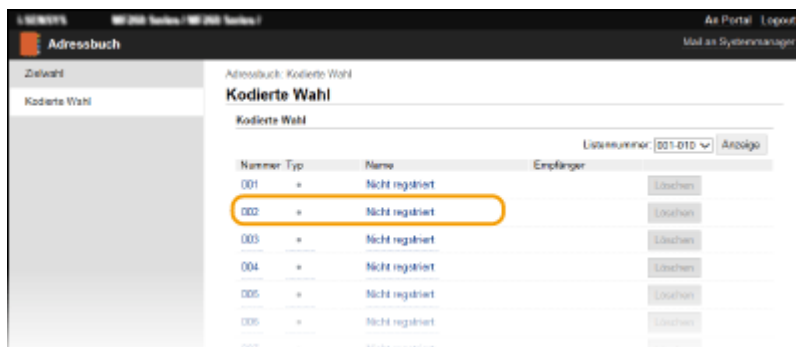 An Portal Logout
Adressbuch
Mail an Systemmanager
Zielwahl
Kodierte Wahl
Adressbuch: Kodierte Wahl
Kodierte Wahl
Kodierte Wahl
Listennummer: 001-010 Anzeige
Nummer Typ Name Empfänger
001 Nicht registriert Löschen
002 Nicht registriert Löschen
003 Nicht registriert Löschen
004 Nicht registriert Löschen
005 Nicht registriert Löschen
006 Nicht registriert Löschen